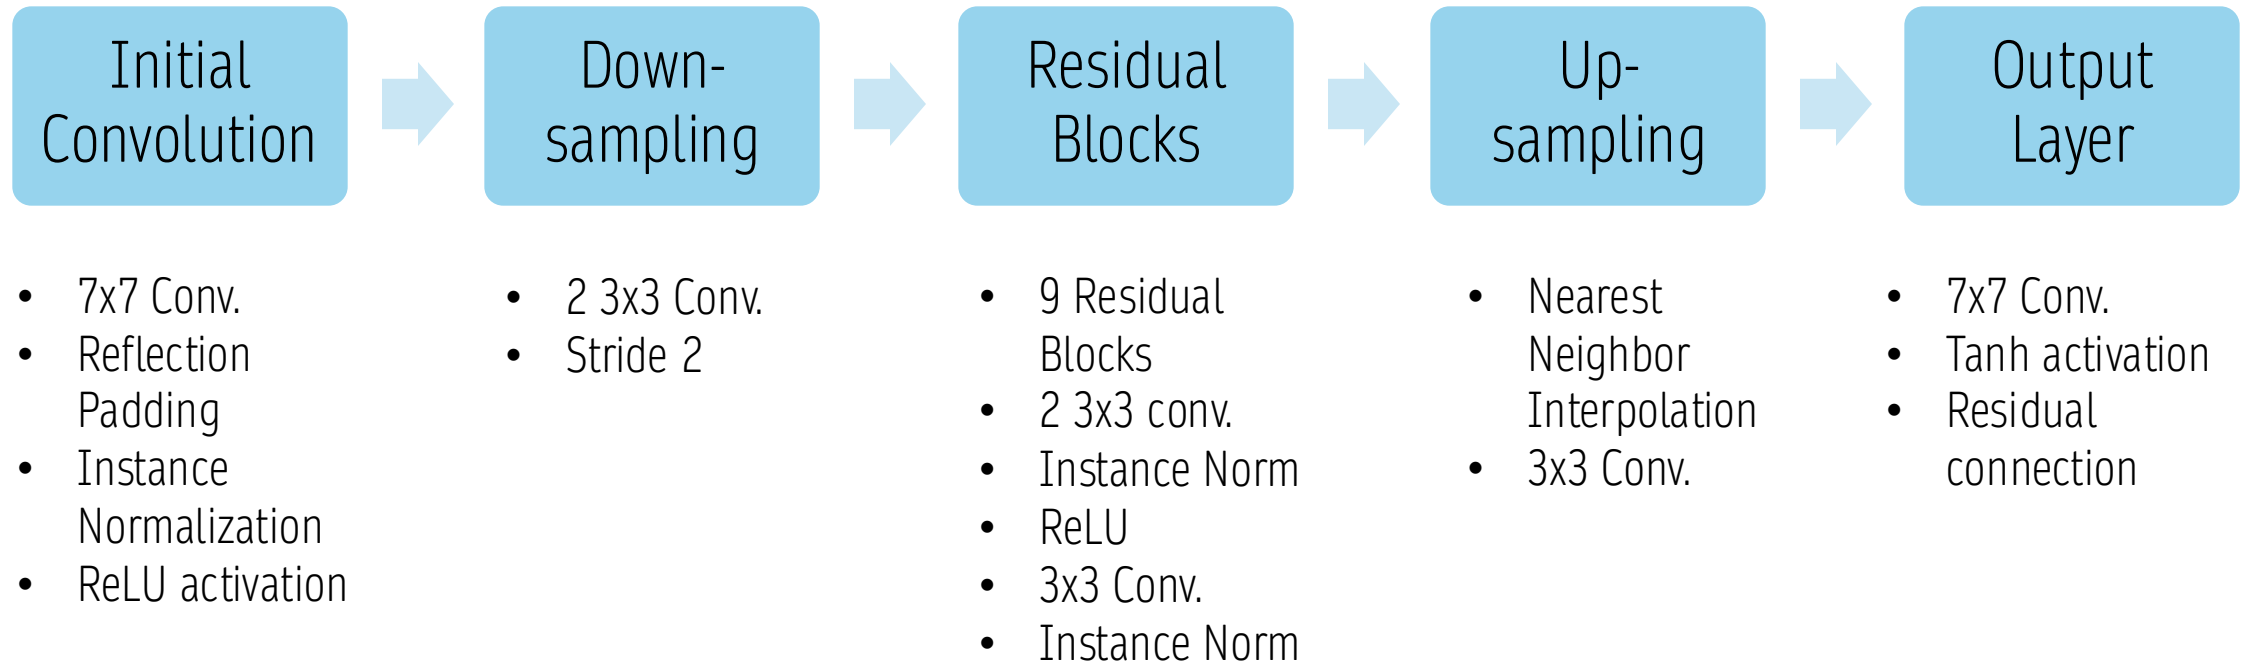 Initial
Convolution
Down-
sampling
Residual
Blocks
Up-
sampling
Output
Layer
• 7x7 Conv.
• Reflection
Padding
• Instance
Normalization
• ReLU activation
• 2 3x3 Conv.
• Stride 2
• 9 Residual
Blocks
• 2 3x3 conv.
• Instance Norm
• ReLU
• 3x3 Conv.
• Instance Norm
• Nearest
Neighbor
Interpolation
• 3x3 Conv.
• 7x7 Conv.
• Tanh activation
• Residual
connection